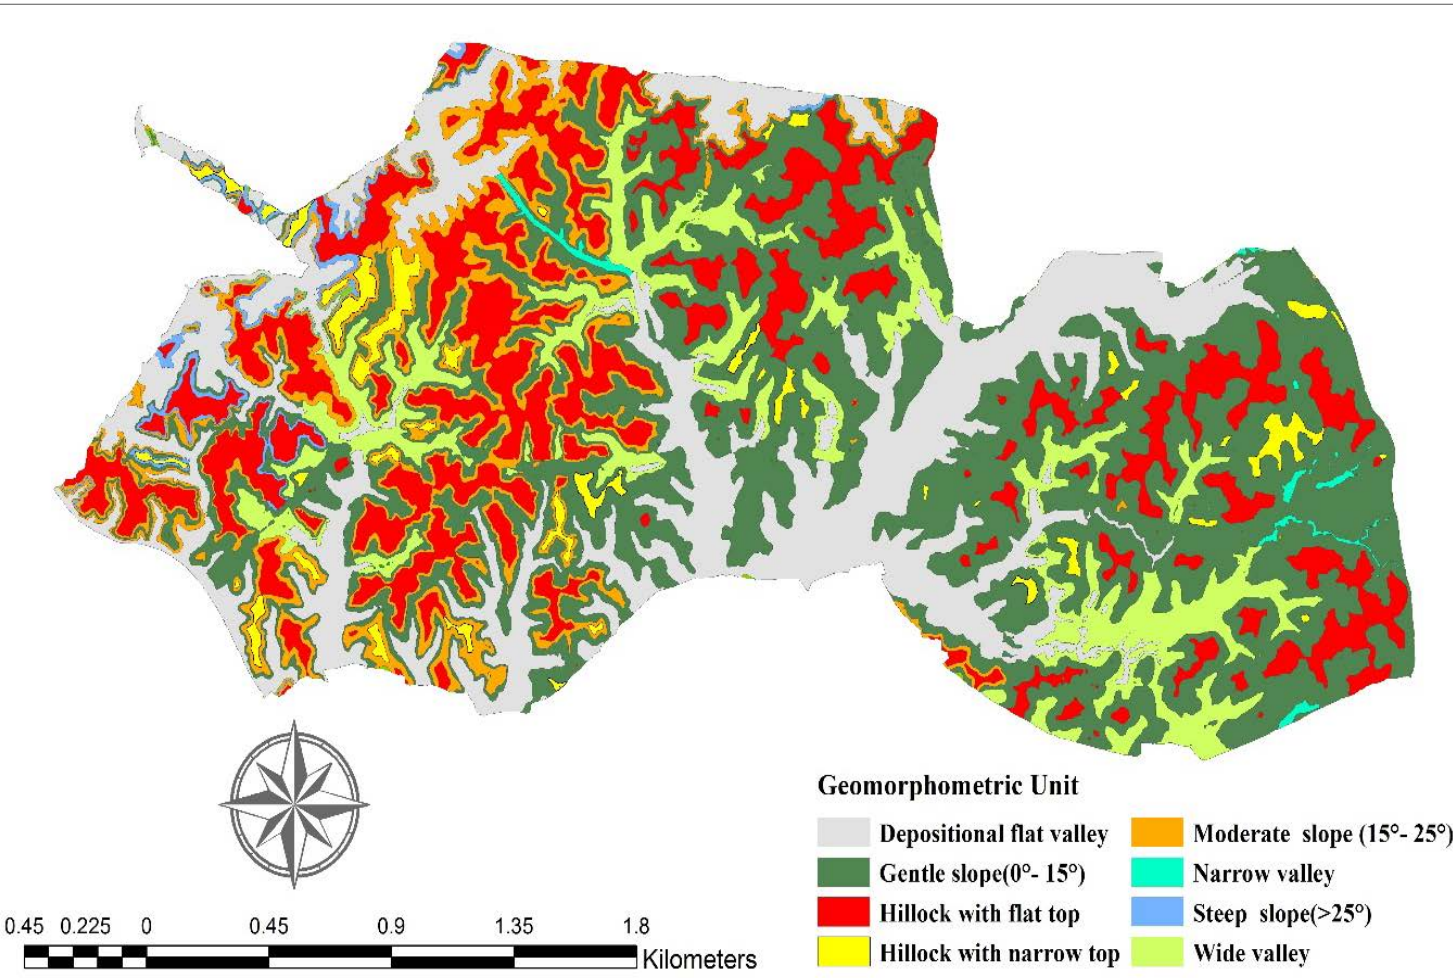 Geomorphometric Unit
Depositional flat valley
Gentle slope(0°- 15°)
Hillock with flat top
Hillock with narrow top
Moderate slope (15°- 25°)
Narrow valley
Steep slope(>25°)
Wide valley
0.45 0.225 0 0.45 0.9 1.35 1.8
Kilometers